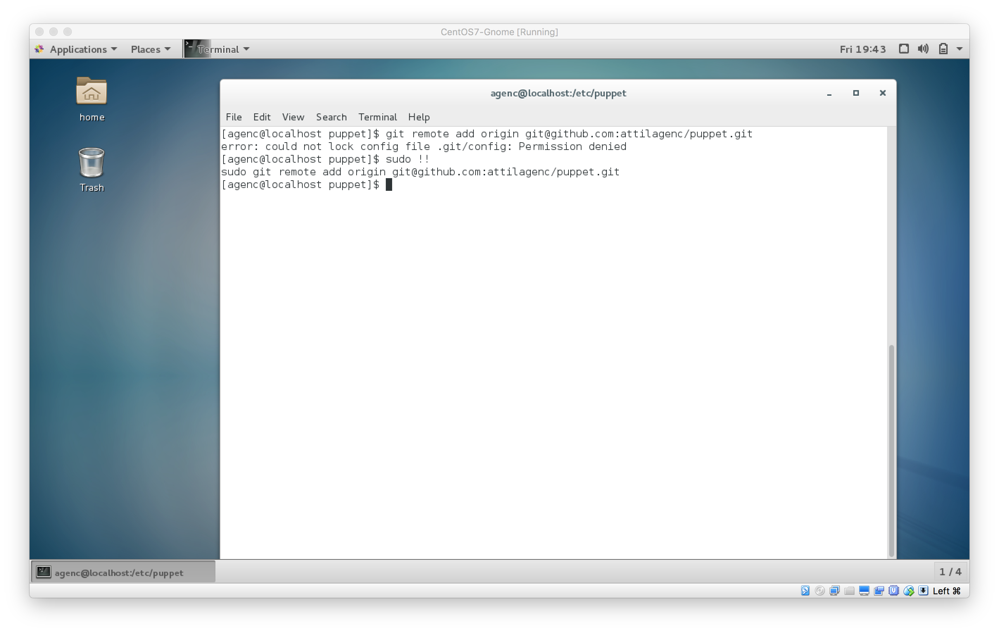 CentOS7-Gnome [Running]
Applications Places Terminal Fri 19:43
home
Trash
agenc@localhost:/etc/puppet
File Edit View Search Terminal Help
[agenc@localhost puppet]$ git remote add origin git@github.com:attilagenc/puppet.git
error: could not lock config file .git/config: Permission denied
[agenc@localhost puppet]$ sudo !!
sudo git remote add origin git@github.com:attilagenc/puppet.git
[agenc@localhost puppet]$
agenc@localhost:/etc/puppet 1 / 4
Left ⌘